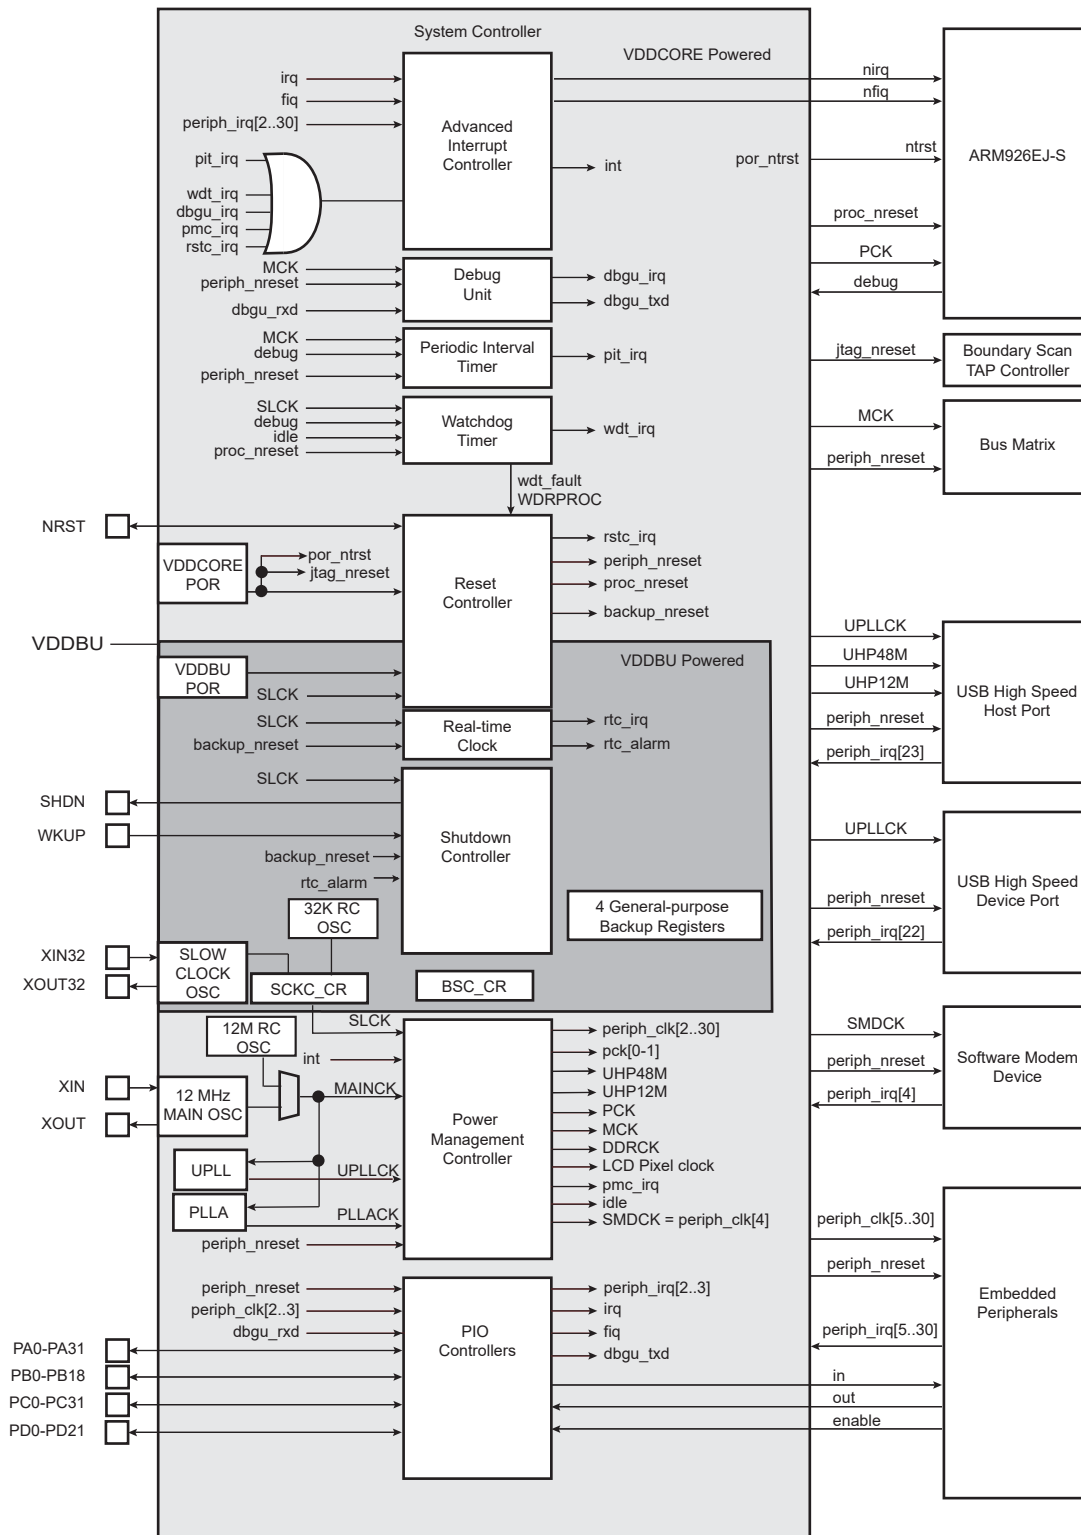 System Controller
VDDCORE Powered
irq
fiq
periph_irq[2..30]
pit_irq
wdt_irq
dbgu_irq
pmc_irq
rstc_irq
Advanced
Interrupt
Controller
int
por_ntrst
nirq
nfiq
ntrst
proc_nreset
PCK
debug
ARM926EJ-S
MCK
periph_nreset
dbgu_rxd
Debug
Unit
dbgu_irq
dbgu_txd
MCK
debug
periph_nreset
Periodic Interval
Timer
pit_irq
jtag_nreset
Boundary Scan
TAP Controller
SLCK
debug
idle
proc_nreset
Watchdog
Timer
wdt_irq
MCK
periph_nreset
Bus Matrix
wdt_fault
WDRPROC
NRST
VDDCORE
POR
por_ntrst
jtag_nreset
Reset
Controller
rstc_irq
periph_nreset
proc_nreset
backup_nreset
VDDBU
VDDBU Powered
VDDBU
POR
SLCK
UPLLCK
UHP48M
UHP12M
periph_nreset
periph_irq[23]
USB High Speed
Host Port
SLCK
backup_nreset
Real-time
Clock
rtc_irq
rtc_alarm
SLCK
SHDN
WKUP
backup_nreset
rtc_alarm
Shutdown
Controller
4 General-purpose
Backup Registers
UPLLCK
periph_nreset
periph_irq[22]
USB High Speed
Device Port
32K RC
OSC
XIN32
XOUT32
SLOW
CLOCK
OSC
SCKC_CR
BSC_CR
SLCK
12M RC
OSC
int
XIN
XOUT
12 MHz
MAIN OSC
MAINCK
UPLL
UPLLCK
PLLA
PLLACK
periph_nreset
Power
Management
Controller
periph_clk[2..30]
pck[0-1]
UHP48M
UHP12M
PCK
MCK
DDRCK
LCD Pixel clock
pmc_irq
idle
SMDCK = periph_clk[4]
SMDCK
periph_nreset
periph_irq[4]
Software Modem
Device
periph_nreset
periph_clk[2..3]
dbgu_rxd
PA0-PA31
PB0-PB18
PC0-PC31
PD0-PD21
PIO
Controllers
periph_irq[2..3]
irq
fiq
dbgu_txd
periph_clk[5..30]
periph_nreset
periph_irq[5..30]
in
out
enable
Embedded
Peripherals